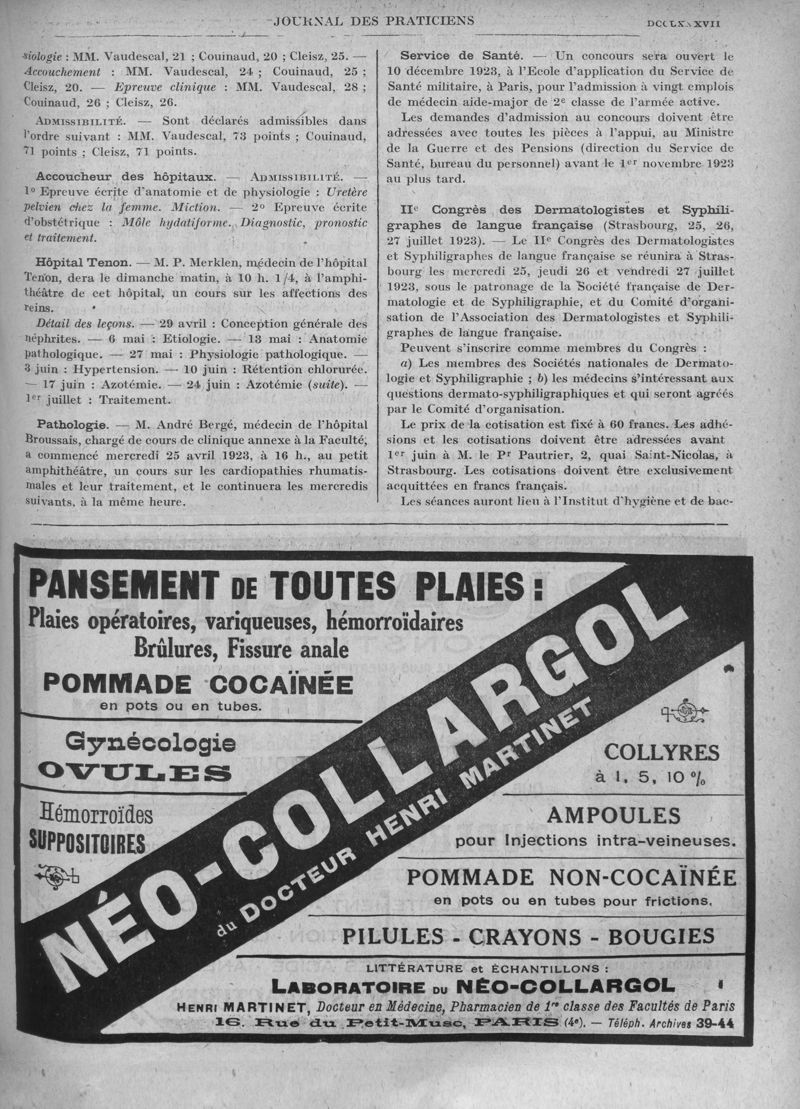 JOURNAL DES PRATICIENS
DCCLXXXVII
siologie : MM. Vaudescal, 21 ; Couinaud, 20 ; Cleisz, 25. —
Accouchement : MM. Vaudescal, 24 ; Couinaud, 25 ;
Cleisz, 20. — Epreuve clinique : MM. Vaudescal, 28 ;
Couinaud, 26 ; Cleisz, 26.
ADMISSIBILITÉ. — Sont déclarés admissibles dans
l'ordre suivant : MM. Vaudescal, 73 points ; Couinaud,
71 points ; Cleisz, 71 points.
Accoucheur des hôpitaux. — ADMISSIBILITÉ. —
1º Epreuve écrite d'anatomie et de physiologie : Uretère
pelvien chez la femme. Miction. — 2º Epreuve écrite
d'obstétrique : Môle hydatiforme. Diagnostic, pronostic
et traitement.
Hôpital Tenon. — M. P. Merklen, médecin de l'hôpital
Tenon, dera le dimanche matin, à 10 h. 1/4, à l'amphi-
théâtre de cet hôpital, un cours sur les affections des
reins.
Détail des leçons. — 29 avril : Conception générale des
néphrites. — 6 mai : Etiologie. — 13 mai : Anatomie
pathologique. — 27 mai : Physiologie pathologique. —
3 juin : Hypertension. — 10 juin : Rétention chlorurée.
— 17 juin : Azotémie. — 24 juin : Azotémie (suite). —
1er juillet : Traitement.
Pathologie. — M. André Bergé, médecin de l'hôpital
Broussais, chargé de cours de clinique annexe à la Faculté,
a commencé mercredi 25 avril 1923, à 16 h., au petit
amphithéâtre, un cours sur les cardiopathies rhumatis-
males et leur traitement, et le continuera les mercredis
suivants, à la même heure.
Service de Santé. — Un concours sera ouvert le
10 décembre 1923, à l'Ecole d'application du Service de
Santé militaire, à Paris, pour l'admission à vingt emplois
de médecin aide-major de 2e classe de l'armée active.
Les demandes d'admission au concours doivent être
adressées avec toutes les pièces à l'appui, au Ministre
de la Guerre et des Pensions (direction du Service de
Santé, bureau du personnel) avant le 1er novembre 1923
au plus tard.
IIe Congrès des Dermatologistes et Syphili-
graphes de langue française (Strasbourg, 25, 26,
27 juillet 1923). — Le IIe Congrès des Dermatologistes
et Syphiligraphes de langue française se réunira à Stras-
bourg les mercredi 25, jeudi 26 et vendredi 27 juillet
1923, sous le patronage de la Société française de Der-
matologie et de Syphiligraphie, et du Comité d'organi-
sation de l'Association des Dermatologistes et Syphili-
graphes de langue française.
Peuvent s'inscrire comme membres du Congrès :
a) Les membres des Sociétés nationales de Dermato-
logie et Syphiligraphie ; b) les médecins s'intéressant aux
questions dermato-syphiligraphiques et qui seront agréés
par le Comité d'organisation.
Le prix de la cotisation est fixé à 60 francs. Les adhé-
sions et les cotisations doivent être adressées avant
1er juin à M. le Pr Pautrier, 2, quai Saint-Nicolas, à
Strasbourg. Les cotisations doivent être exclusivement
acquittées en francs français.
Les séances auront lieu à l'Institut d'hygiène et de bac-
PANSEMENT DE TOUTES PLAIES :
Plaies opératoires, variqueuses, hémorroïdaires
Brûlures, Fissure anale
POMMADE COCAÏNÉE
en pots ou en tubes.
Gynécologie
OVULES
Hémorroïdes
SUPPOSITOIRES
NÉO-COLLARGOL
du DOCTEUR HENRI MARTINET
COLLYRES
à 1, 5, 10 %
AMPOULES
pour Injections intra-veineuses.
POMMADE NON-COCAÏNÉE
en pots ou en tubes pour frictions.
PILULES - CRAYONS - BOUGIES
LITTÉRATURE et ÉCHANTILLONS :
LABORATOIRE DU NÉO-COLLARGOL
HENRI MARTINET, Docteur en Médecine, Pharmacien de 1re classe des Facultés de Paris
16, Rue du Petit-Musc, PARIS (4e). — Téléph. Archives 39-44